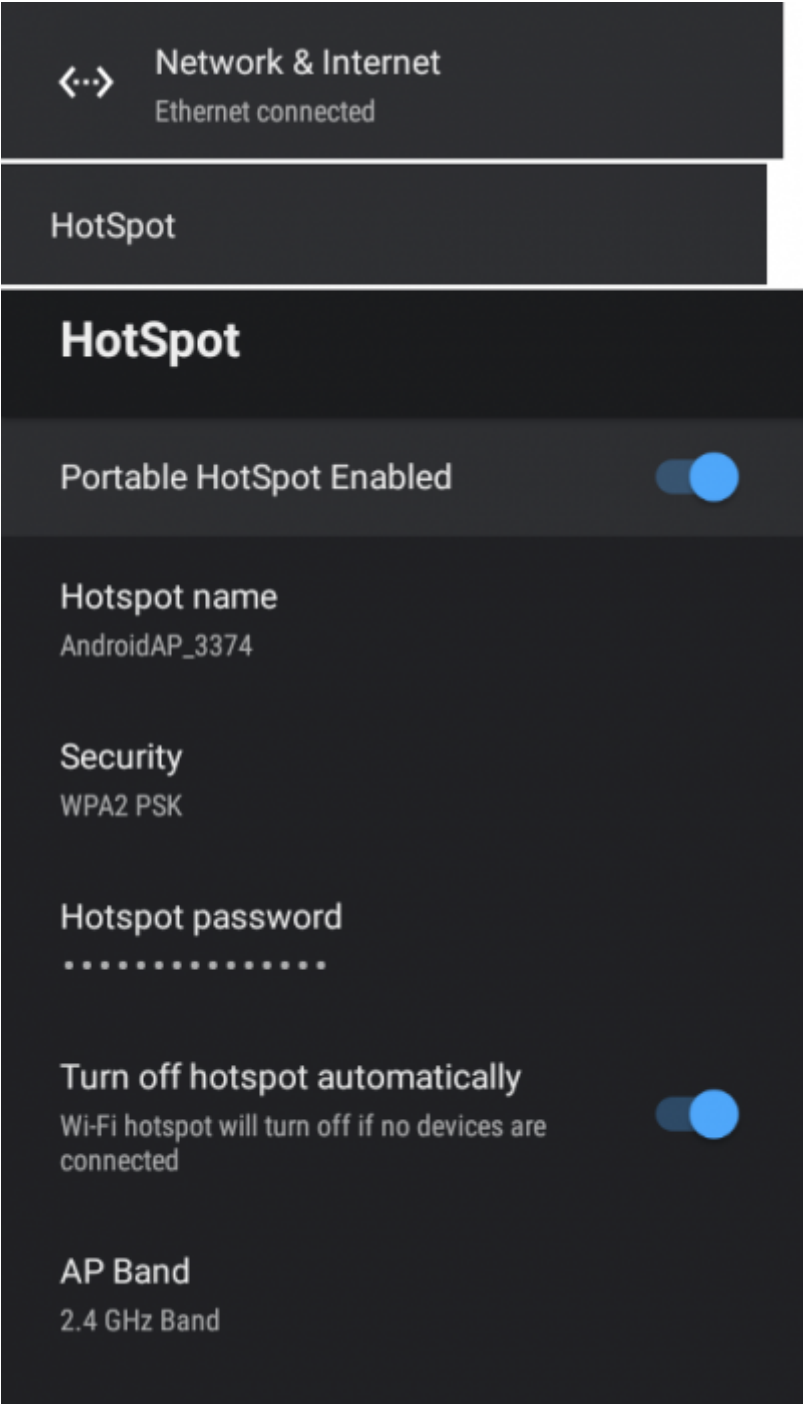 Network & Internet
Ethernet connected
HotSpot
HotSpot
Portable HotSpot Enabled
Hotspot name
AndroidAP_3374
Security
WPA2 PSK
Hotspot password
•••••••••••••••
Turn off hotspot automatically
Wi-Fi hotspot will turn off if no devices are
connected
AP Band
2.4 GHz Band